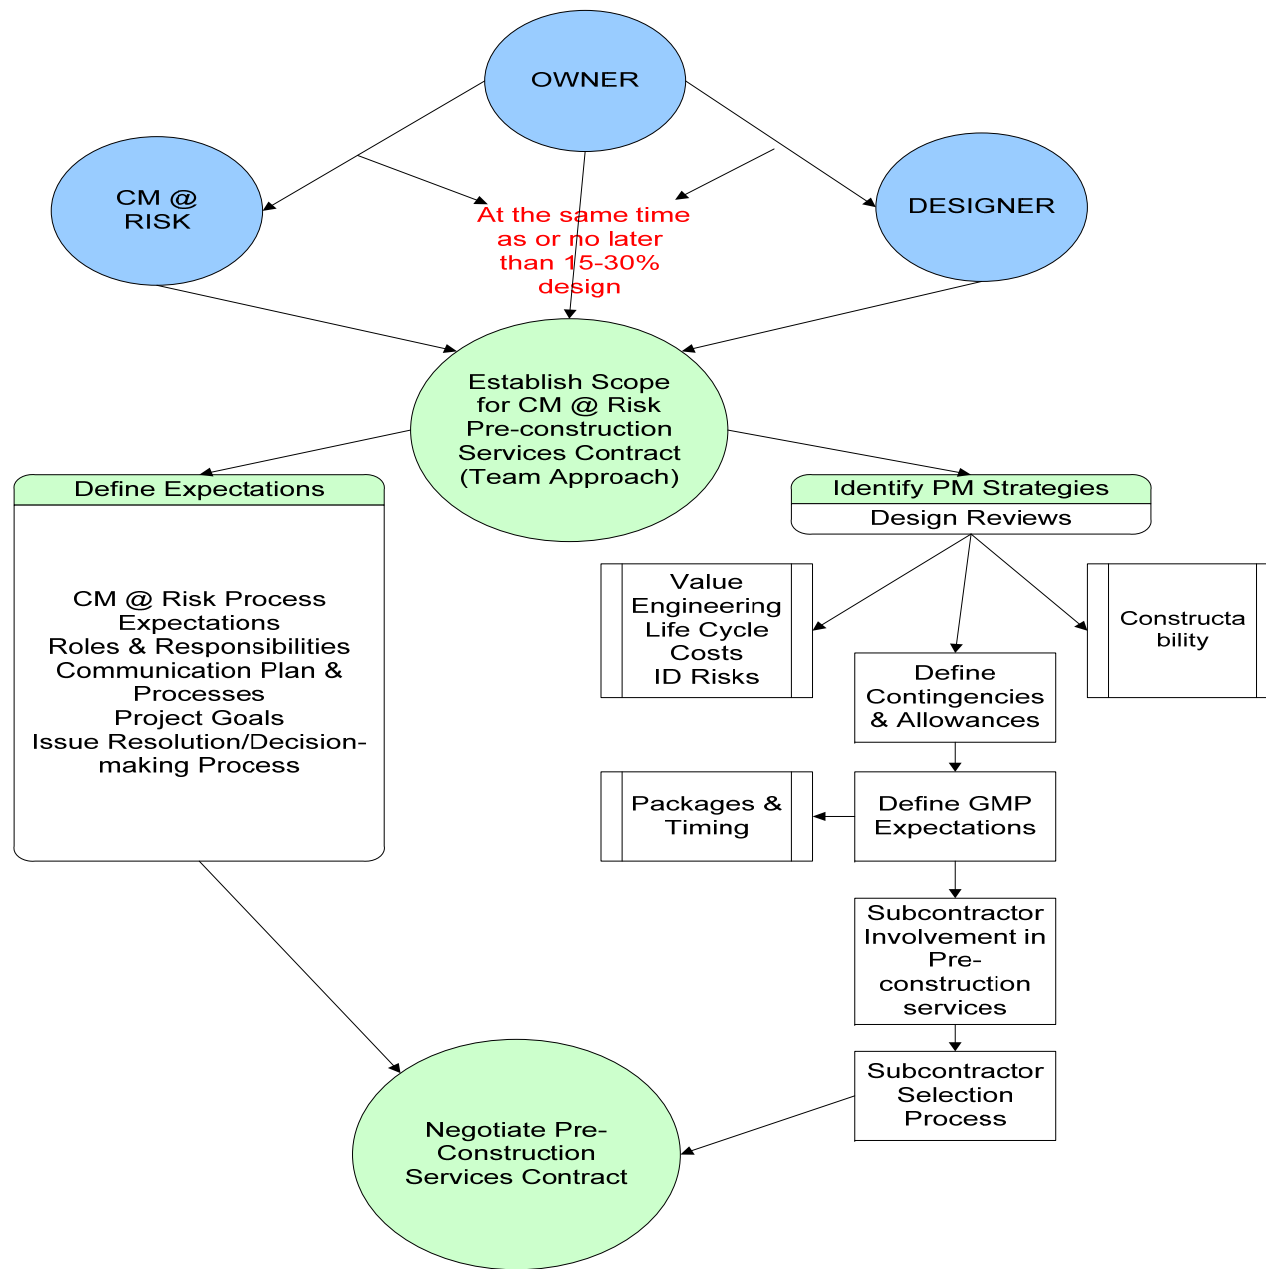 OWNER
CM @
RISK
DESIGNER
At the same time
as or no later
than 15-30%
design
Establish Scope
for CM @ Risk
Pre-construction
Services Contract
(Team Approach)
Define Expectations
CM @ Risk Process
Expectations
Roles & Responsibilities
Communication Plan &
Processes
Project Goals
Issue Resolution/Decision-
making Process
Identify PM Strategies
Design Reviews
Value
Engineering
Life Cycle
Costs
ID Risks
Constructa
bility
Define
Contingencies
& Allowances
Packages &
Timing
Define GMP
Expectations
Subcontractor
Involvement in
Pre-
construction
services
Subcontractor
Selection
Process
Negotiate Pre-
Construction
Services Contract